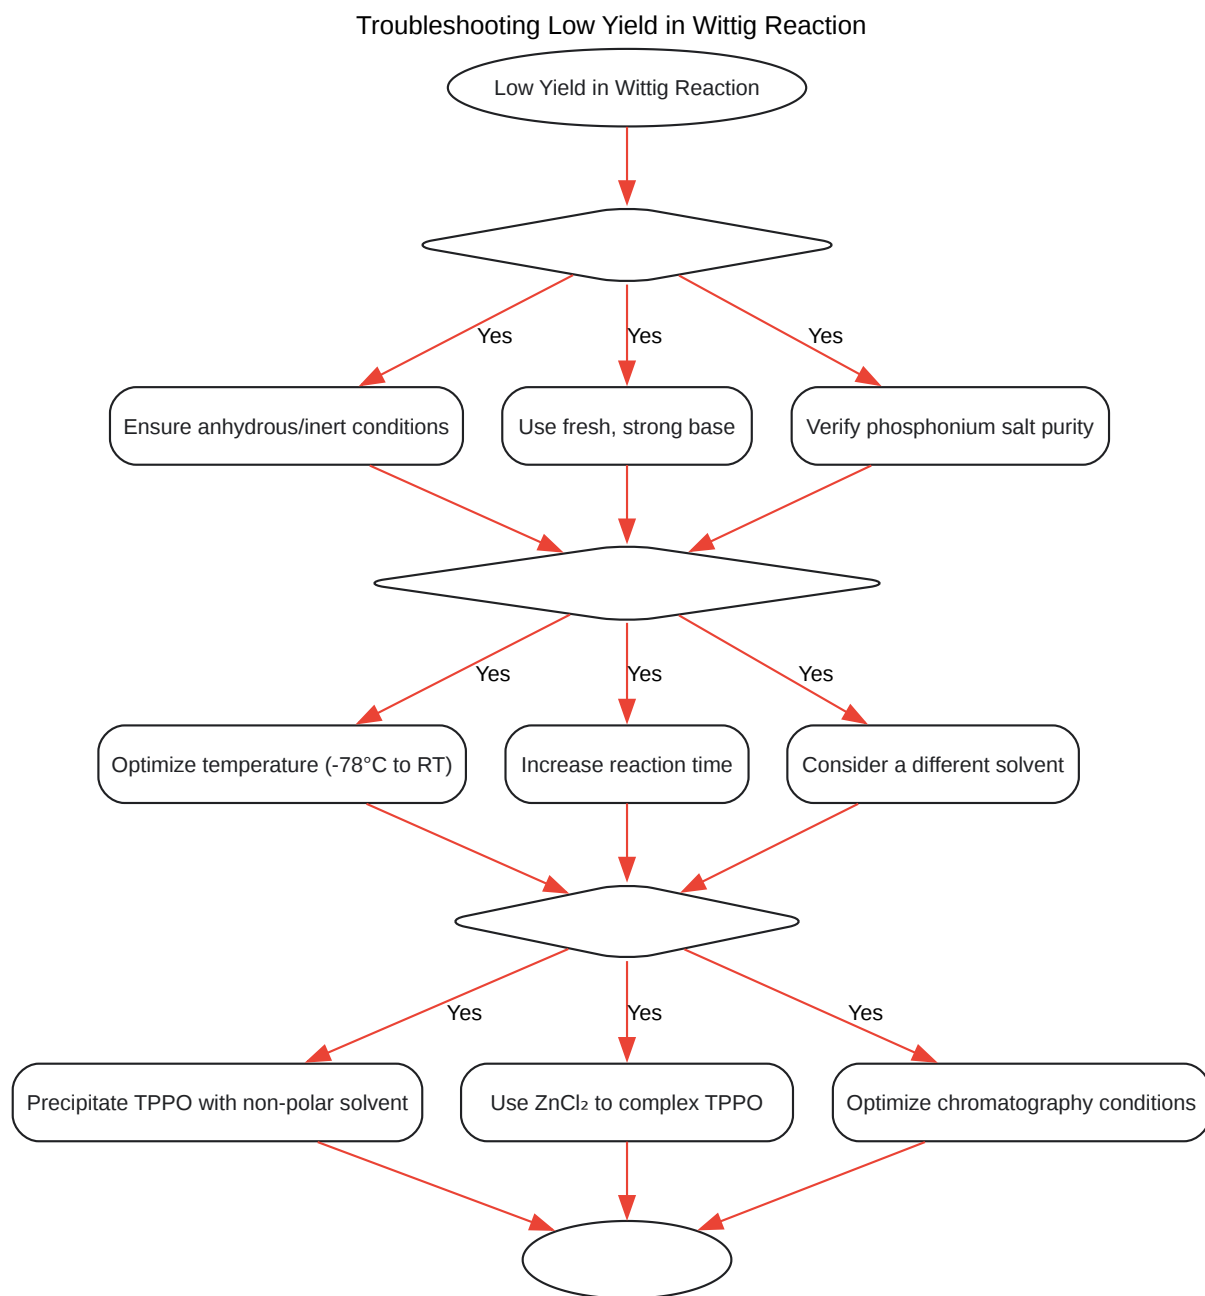 Troubleshooting Low Yield in Wittig Reaction
Low Yield in Wittig Reaction
Yes
Yes
Yes
Ensure anhydrous/inert conditions
Use fresh, strong base
Verify phosphonium salt purity
Yes
Yes
Yes
Optimize temperature (-78°C to RT)
Increase reaction time
Consider a different solvent
Yes
Yes
Yes
Precipitate TPPO with non-polar solvent
Use ZnCl₂ to complex TPPO
Optimize chromatography conditions